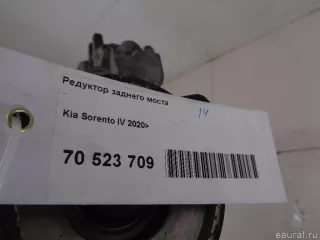 Редуктор заднего моста
14
Kia Sorento IV 2020>
70 523 709
eaural.ru